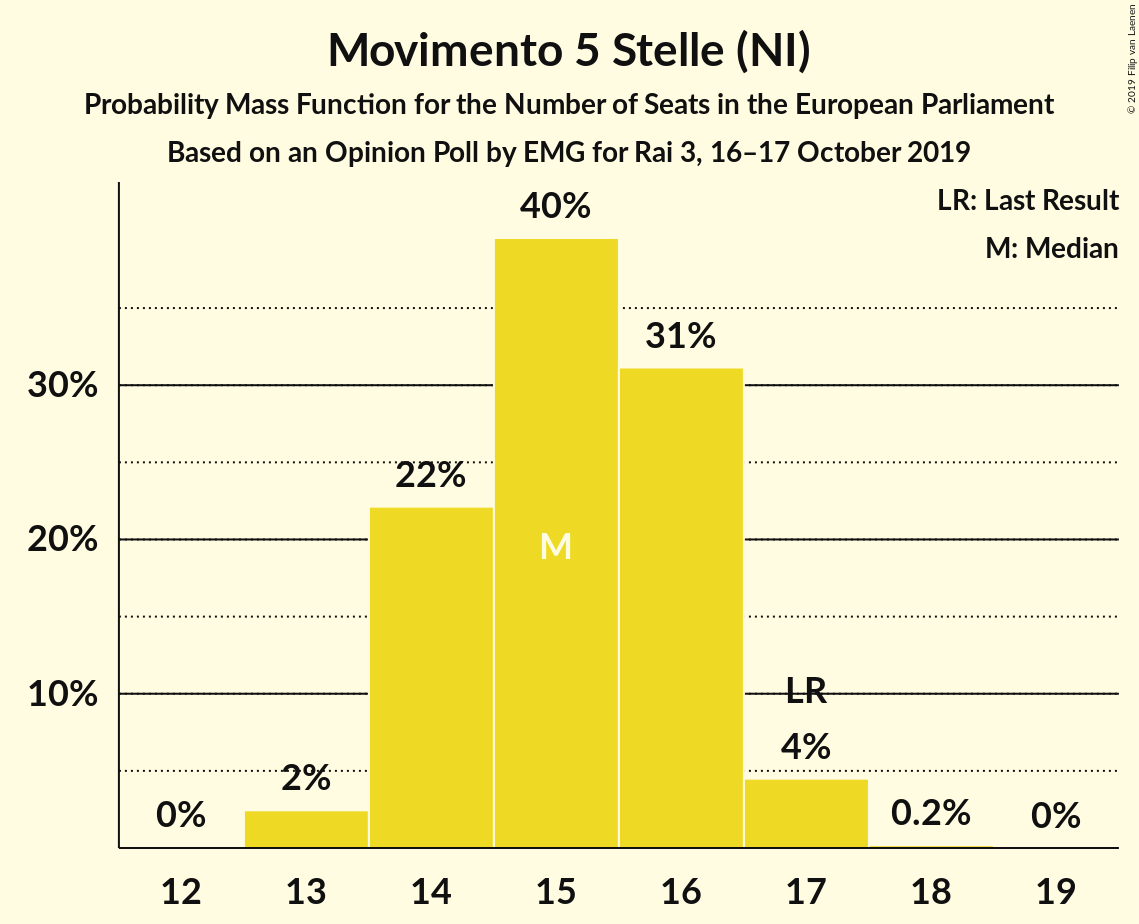 Movimento 5 Stelle (NI)
Probability Mass Function for the Number of Seats in the European Parliament
Based on an Opinion Poll by EMG for Rai 3, 16–17 October 2019
© 2019 Filip van Laenen
LR: Last Result
M: Median
40%
31%
30%
22%
20%
M
10%
LR
4%
2%
0%
0.2%
0%
12 13 14 15 16 17 18 19